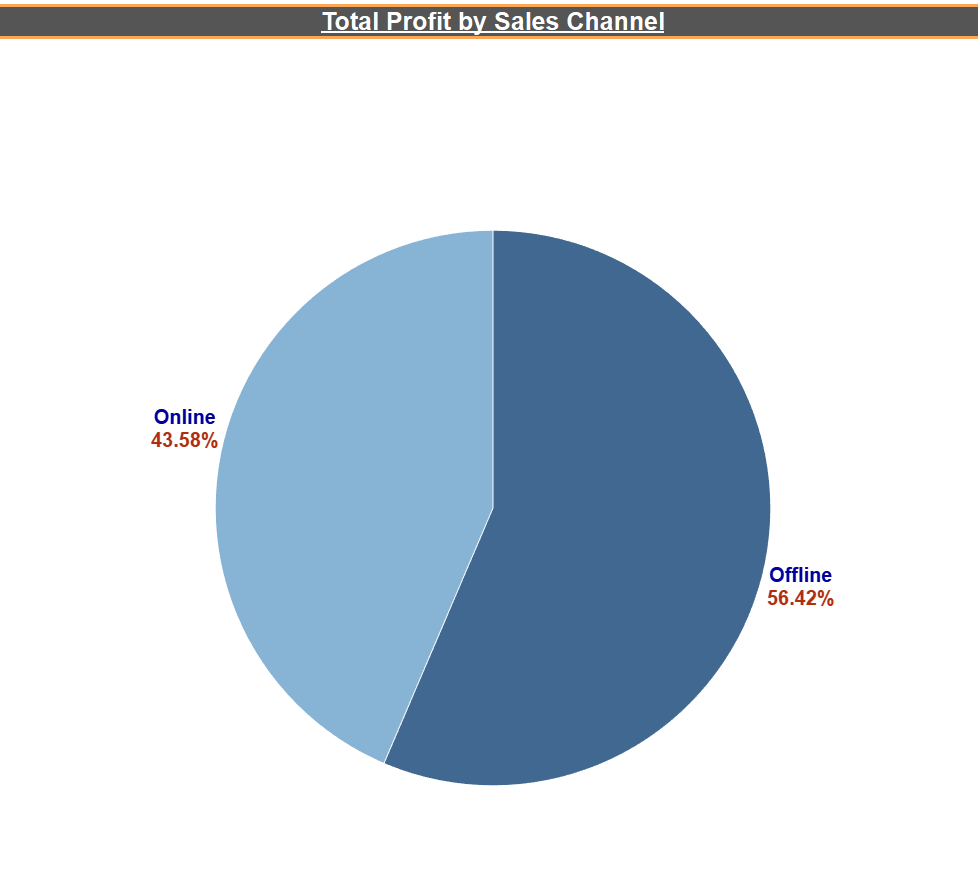 Total Profit by Sales Channel
Online
43.58%
Offline
56.42%